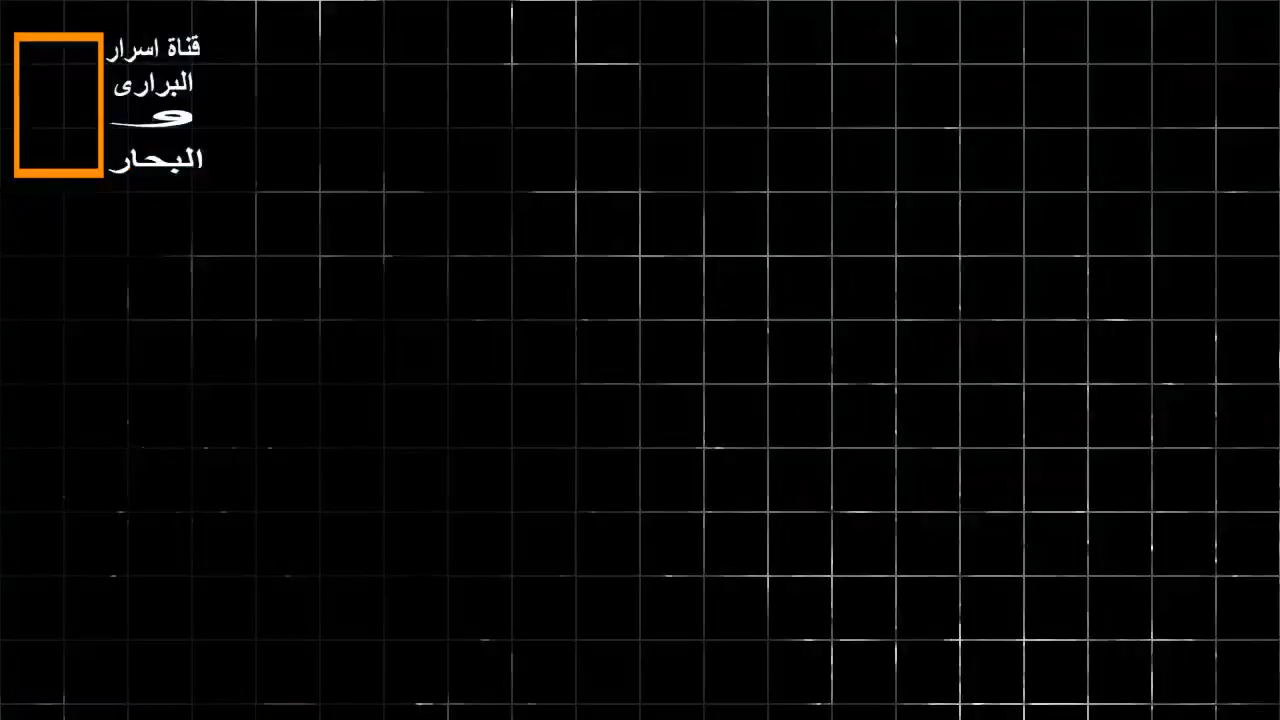 قناة اسرار
البرارى
و
البحار